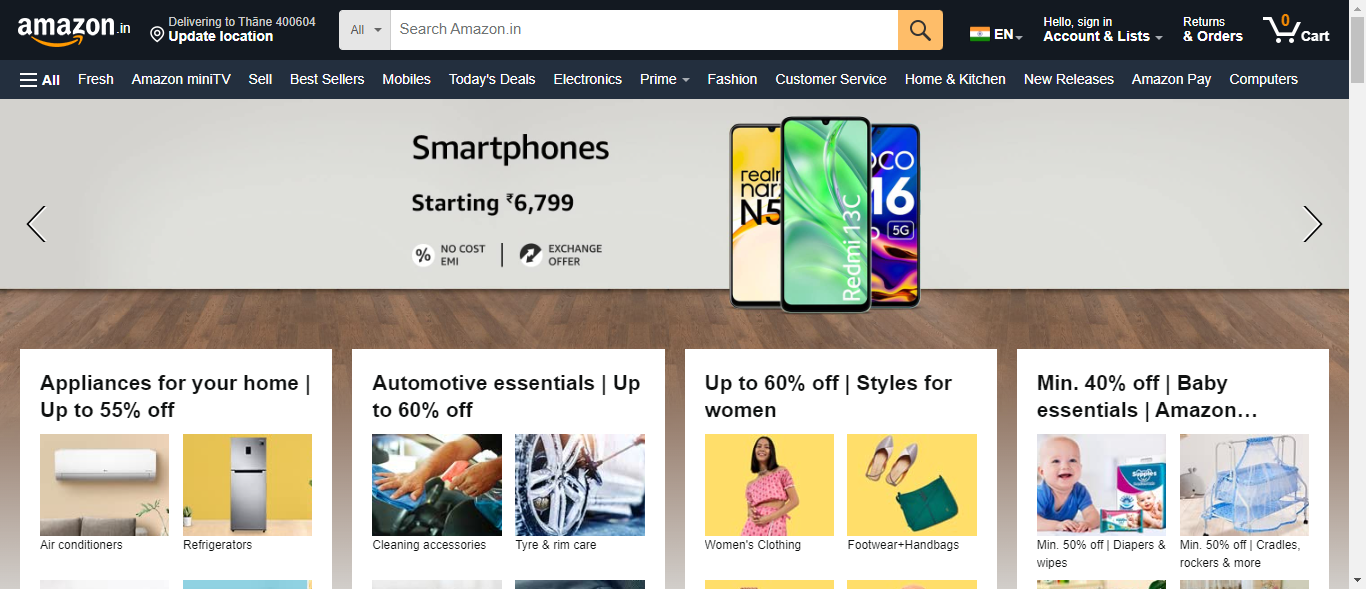 amazon.in
Delivering to Thāne 400604
Update location
All
Search Amazon.in
EN
Hello, sign in
Account & Lists
Returns
& Orders
0
Cart
All
Fresh
Amazon miniTV
Sell
Best Sellers
Mobiles
Today's Deals
Electronics
Prime
Fashion
Customer Service
Home & Kitchen
New Releases
Amazon Pay
Computers
Smartphones
Starting ₹6,799
%
NO COST
EMI
EXCHANGE
OFFER
N5
Redmi 13C
5G
Appliances for your home |
Up to 55% off
Air conditioners
Refrigerators
Automotive essentials | Up
to 60% off
Cleaning accessories
Tyre & rim care
Up to 60% off | Styles for
women
Women's Clothing
Footwear+Handbags
Min. 40% off | Baby
essentials | Amazon…
Min. 50% off | Diapers &
wipes
Min. 50% off | Cradles,
rockers & more